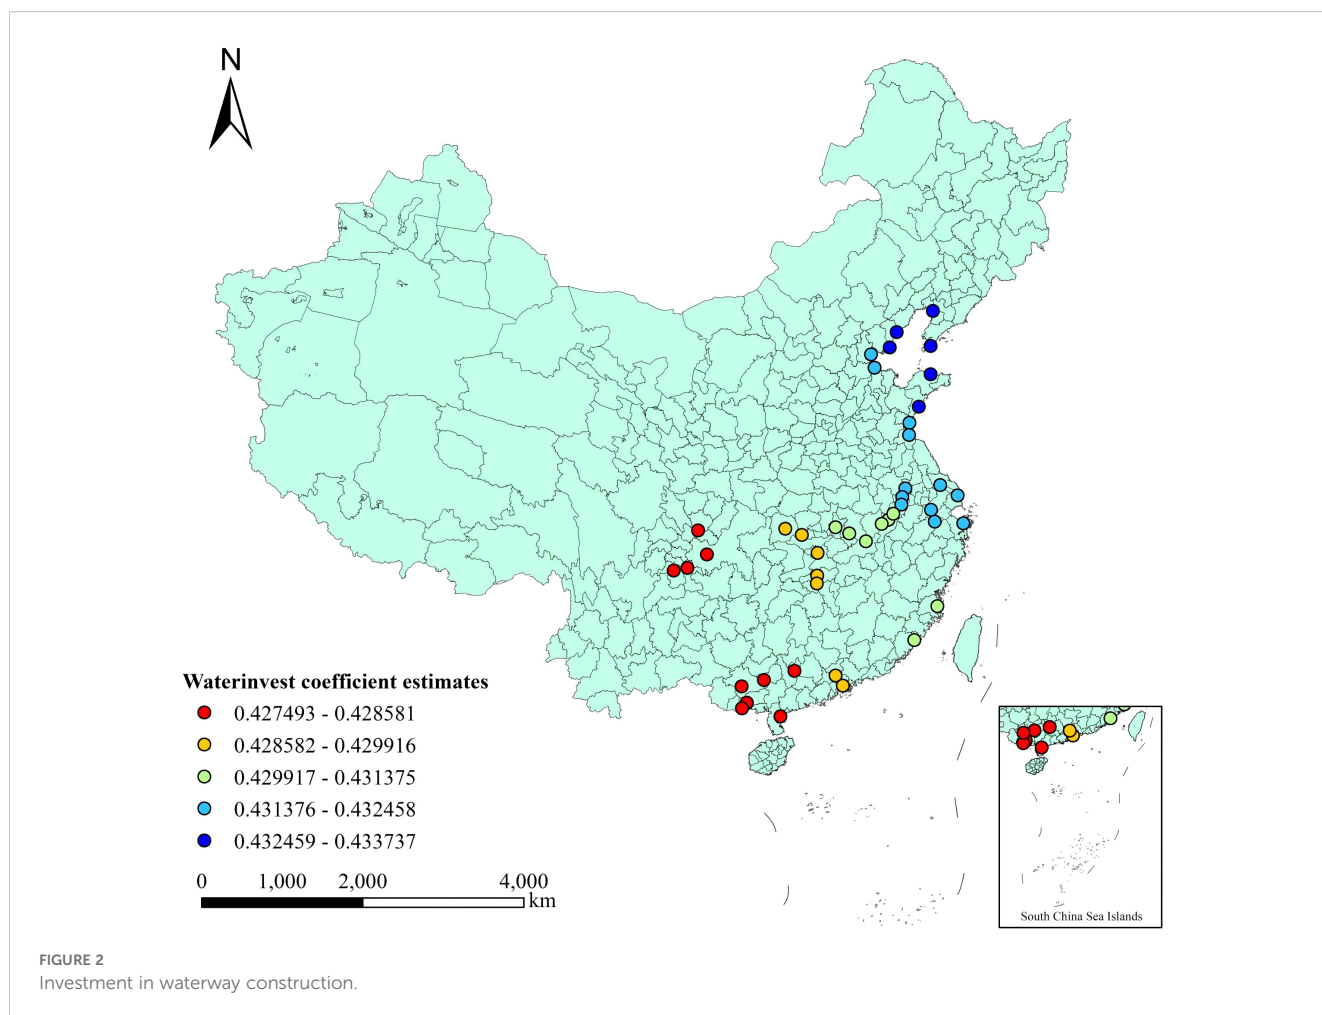 N
Waterinvest coefficient estimates
0.427493 - 0.428581
0.428582 - 0.429916
0.429917 - 0.431375
0.431376 - 0.432458
0.432459 - 0.433737
0 1,000 2,000 4,000
km
South China Sea Islands
FIGURE 2
Investment in waterway construction.